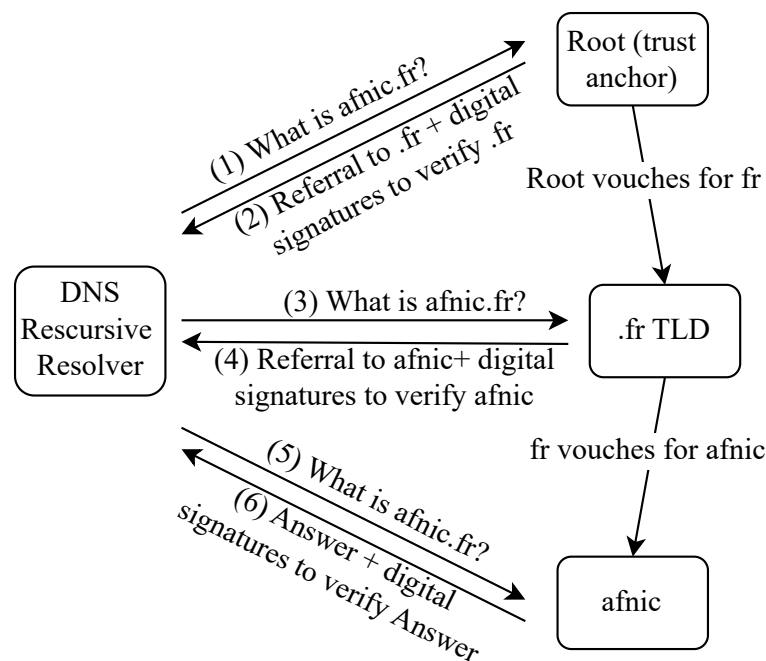 Root (trust
anchor)
(1) What is afnic.fr?
(2) Referral to .fr + digital
signatures to verify .fr
Root vouches for fr
DNS
Rescursive
Resolver
(3) What is afnic.fr?
.fr TLD
(4) Referral to afnic+ digital
signatures to verify afnic
fr vouches for afnic
(5) What is afnic.fr?
(6) Answer + digital
signatures to verify Answer
afnic